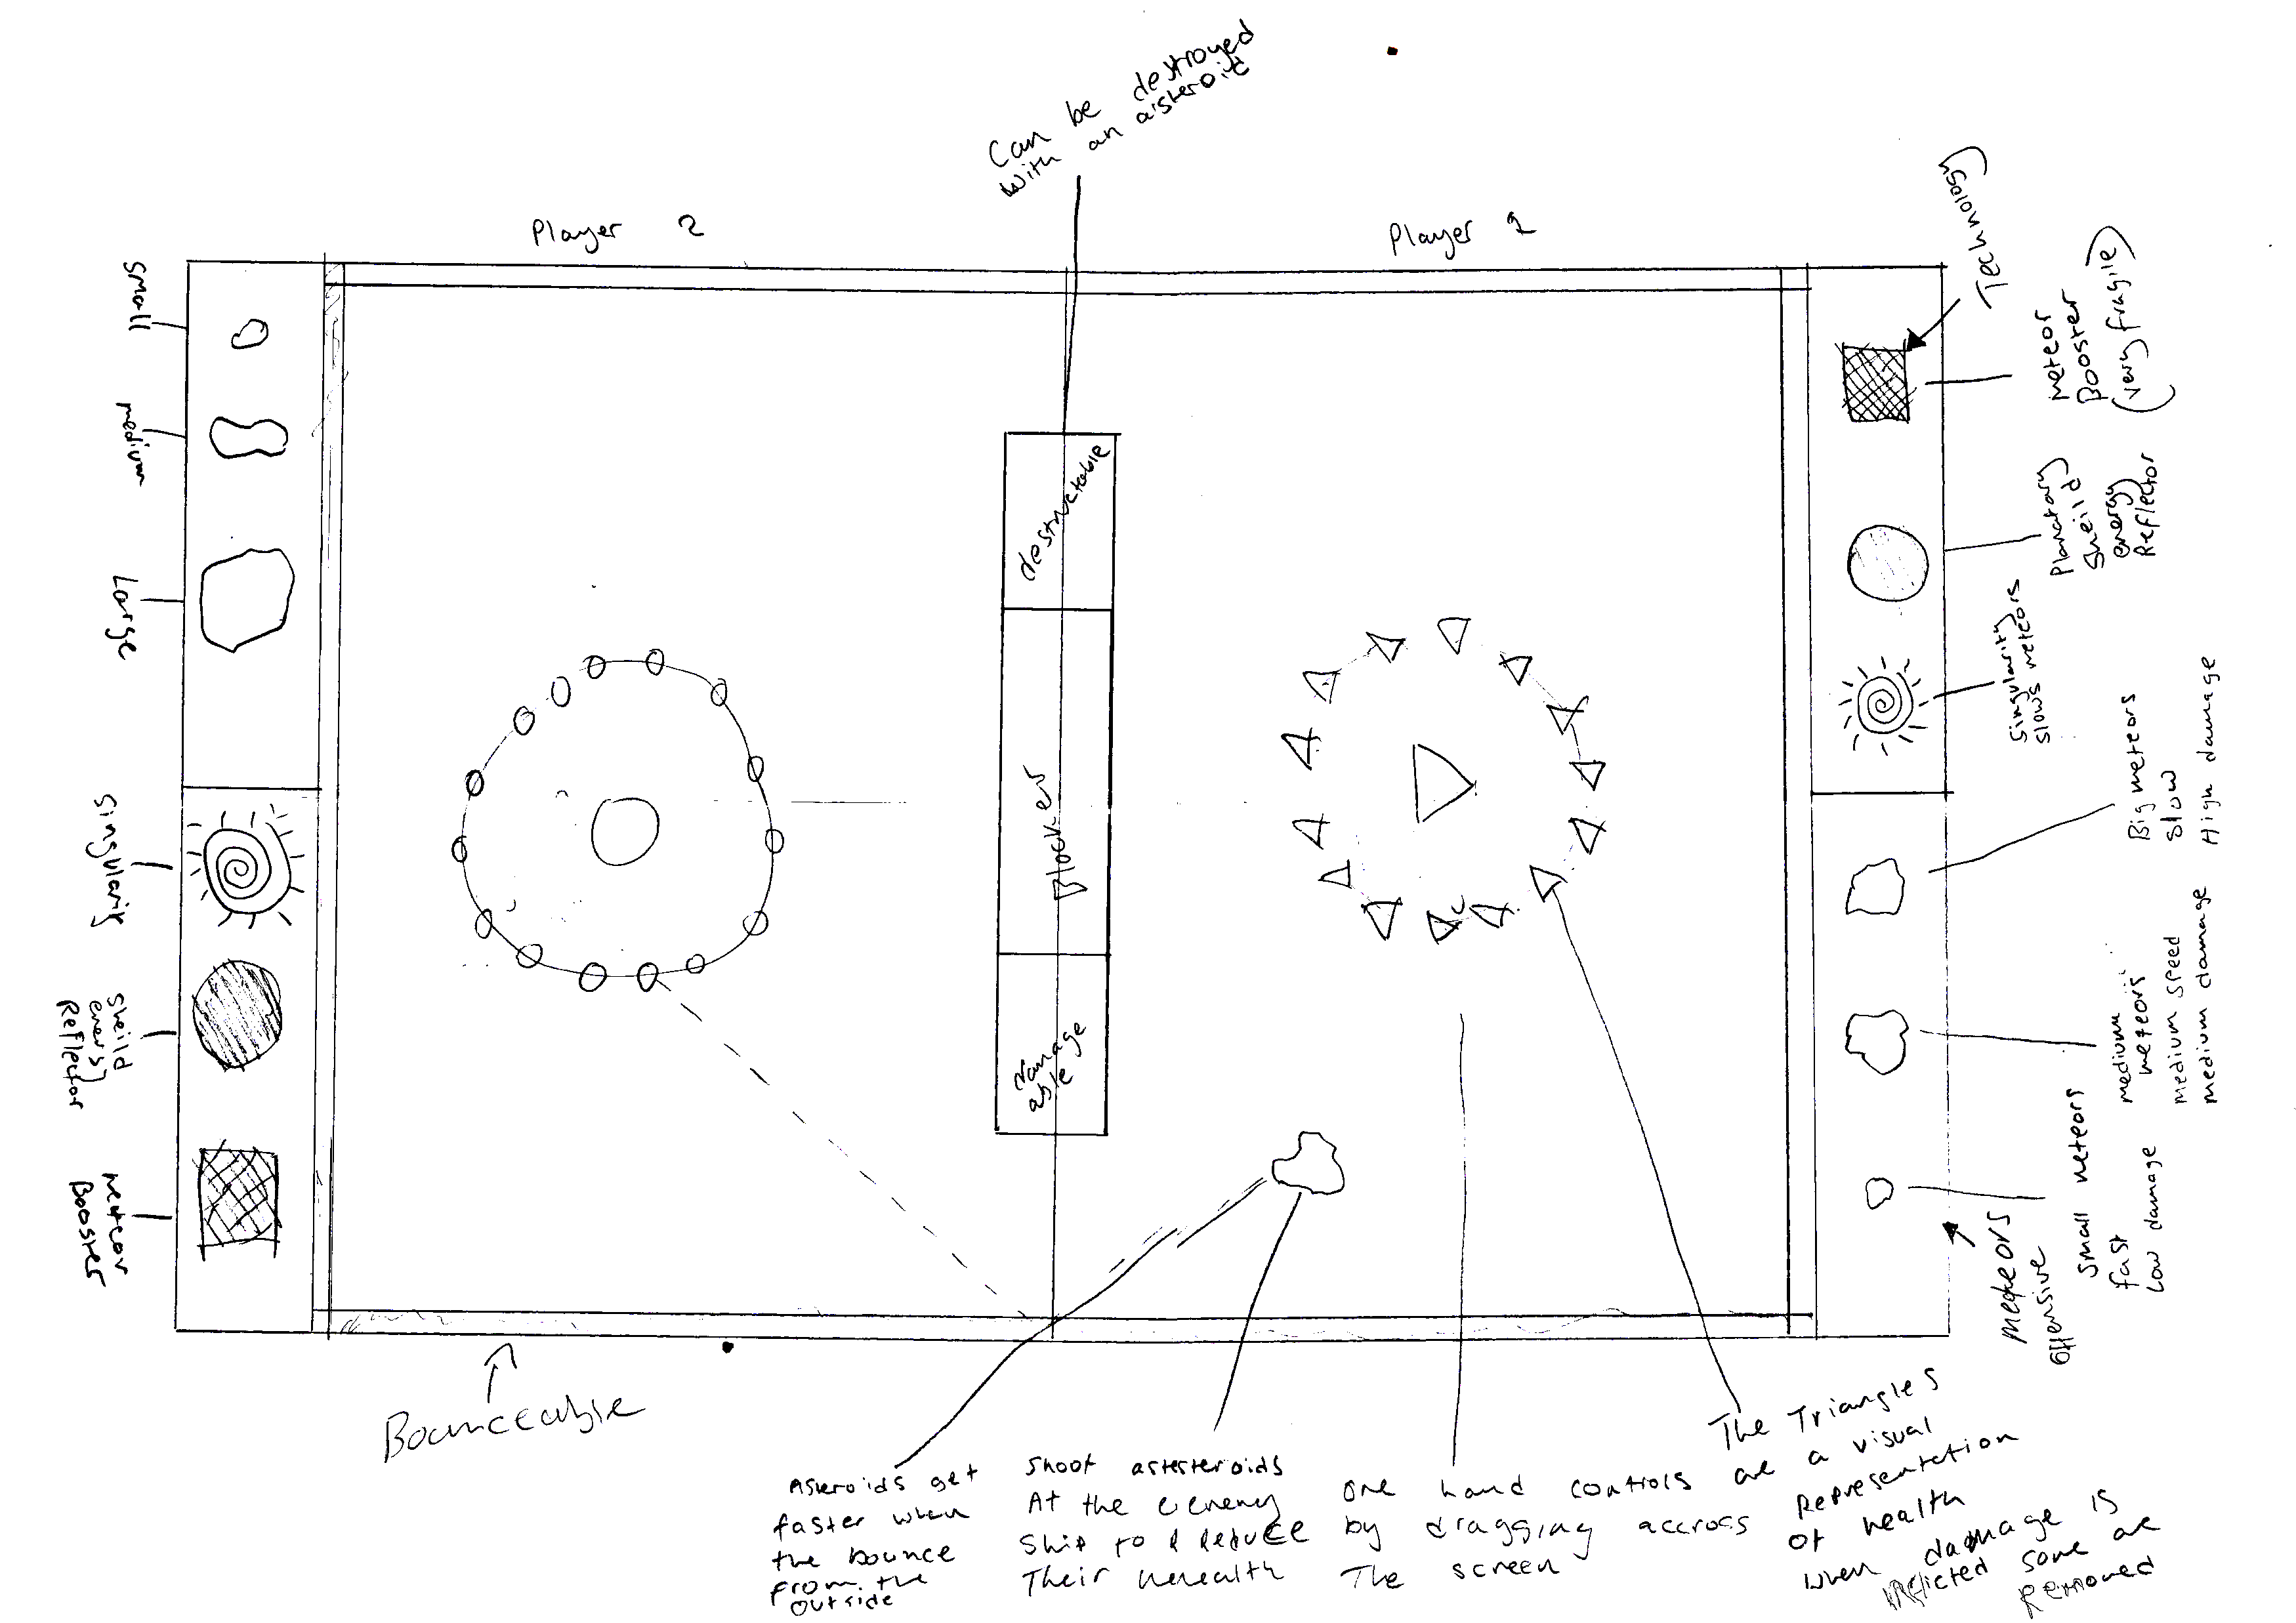 Can be destroyed
with an aisteroid
Player 2
Player 1
Technology
meteor
Booster
(very fragile)
Planatary
Sheild
energy
Reflector
Singularity
slows meteors
Big meteors
slow
High damage
medium
meteors
medium speed
medium damage
small meteors
fast
Low damage
meteors
offensive
small
medium
Large
Singularity
Sheild
energy
Reflector
meteor
Booster
destructable
Blocker
damage
able
Bounceable
Asteroids get
faster when
the bounce
from the
outside
Shoot astesteroids
At the enemy
Ship to reduce
Their health
one hand controls
by dragging accross
The screen
The Triangles
are a visual
Representation
of health
when damage is
inflicted some are
Removed